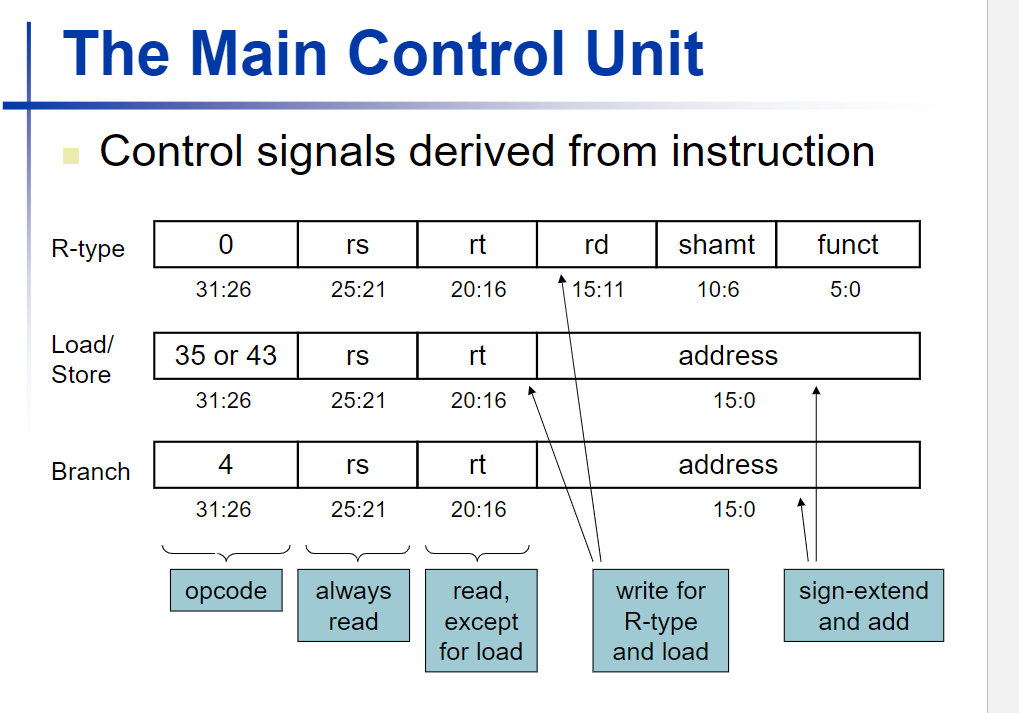 The Main Control Unit
Control signals derived from instruction
R-type 0 rs rt rd shamt funct
31:26 25:21 20:16 15:11 10:6 5:0
Load/
Store
35 or 43 rs rt address
31:26 25:21 20:16 15:0
Branch 4 rs rt address
31:26 25:21 20:16 15:0
opcode
always
read
read,
except
for load
write for
R-type
and load
sign-extend
and add